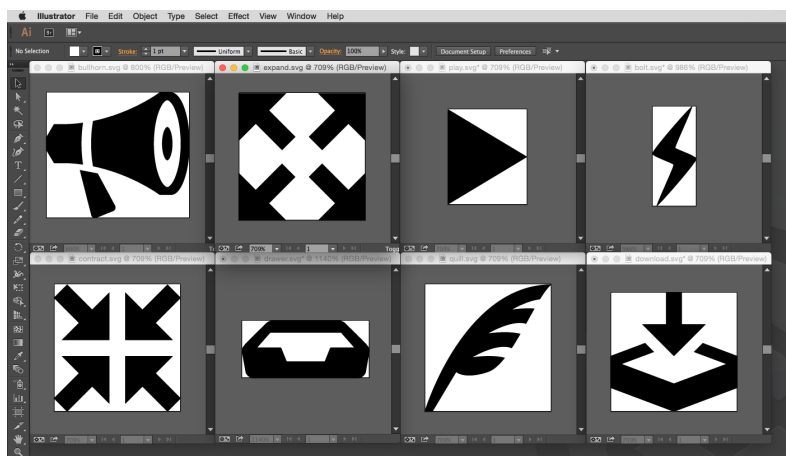 Illustrator File Edit Object Type Select Effect View Window Help
Ai Br
No Selection Stroke: 1 pt Uniform Basic Opacity: 100% Style: Document Setup Preferences
bullhorn.svg @ 800% (RGB/Preview)
expand.svg @ 709% (RGB/Preview)
play.svg* @ 709% (RGB/Preview)
bolt.svg* @ 986% (RGB/Preview)
T
709% 1 Togg
contract.svg @ 709% (RGB/Preview)
drawer.svg* @ 1140% (RGB/Preview)
quill.svg @ 709% (RGB/Preview)
download.svg* @ 709% (RGB/Preview)